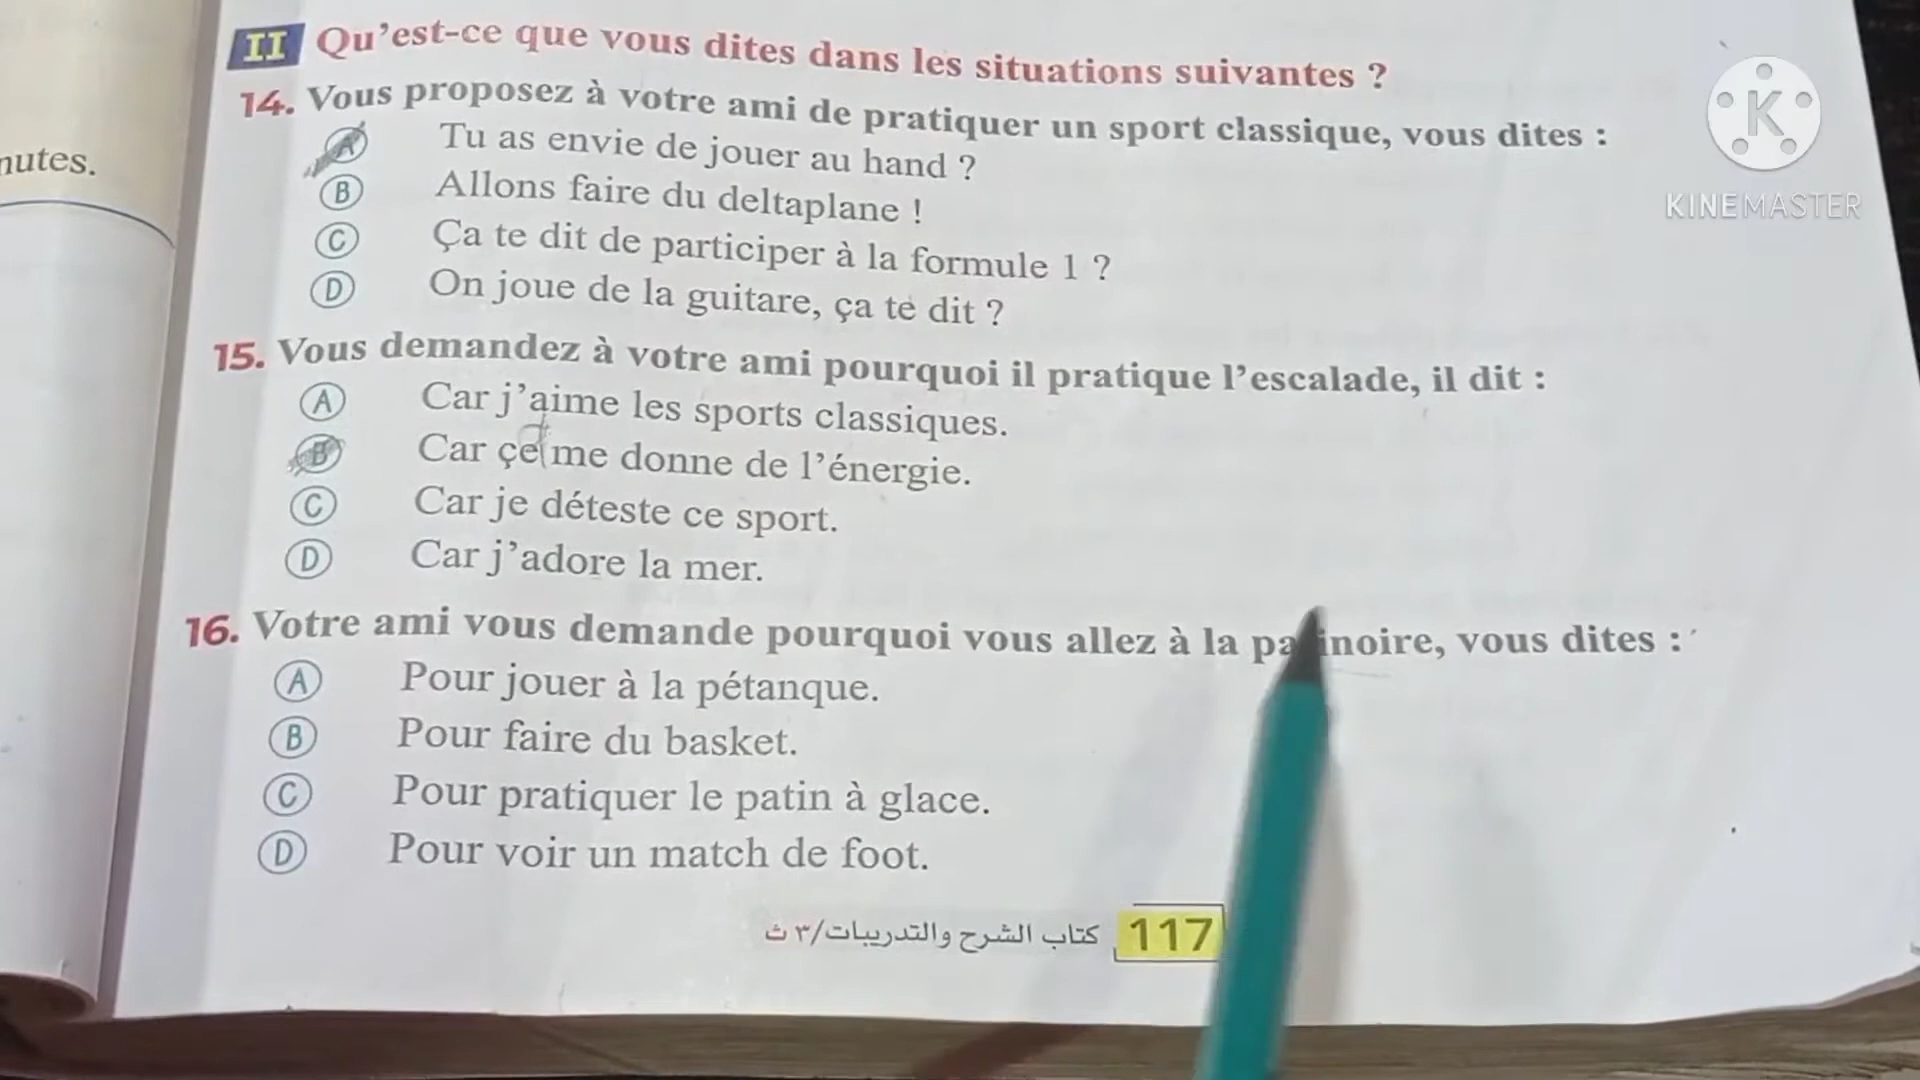 II Qu'est-ce que vous dites dans les situations suivantes ?
14. Vous proposez à votre ami de pratiquer un sport classique, vous dites :
A Tu as envie de jouer au hand ?
nutes.
B Allons faire du deltaplane !
C Ça te dit de participer à la formule 1 ?
D On joue de la guitare, ça te dit ?
K
KINEMASTER
15. Vous demandez à votre ami pourquoi il pratique l'escalade, il dit :
A Car j'aime les sports classiques.
B Car çe me donne de l'énergie.
C Car je déteste ce sport.
D Car j'adore la mer.
16. Votre ami vous demande pourquoi vous allez à la painoire, vous dites :
A Pour jouer à la pétanque.
B Pour faire du basket.
C Pour pratiquer le patin à glace.
D Pour voir un match de foot.
كتاب الشرح والتدريبات/٣ ث 117